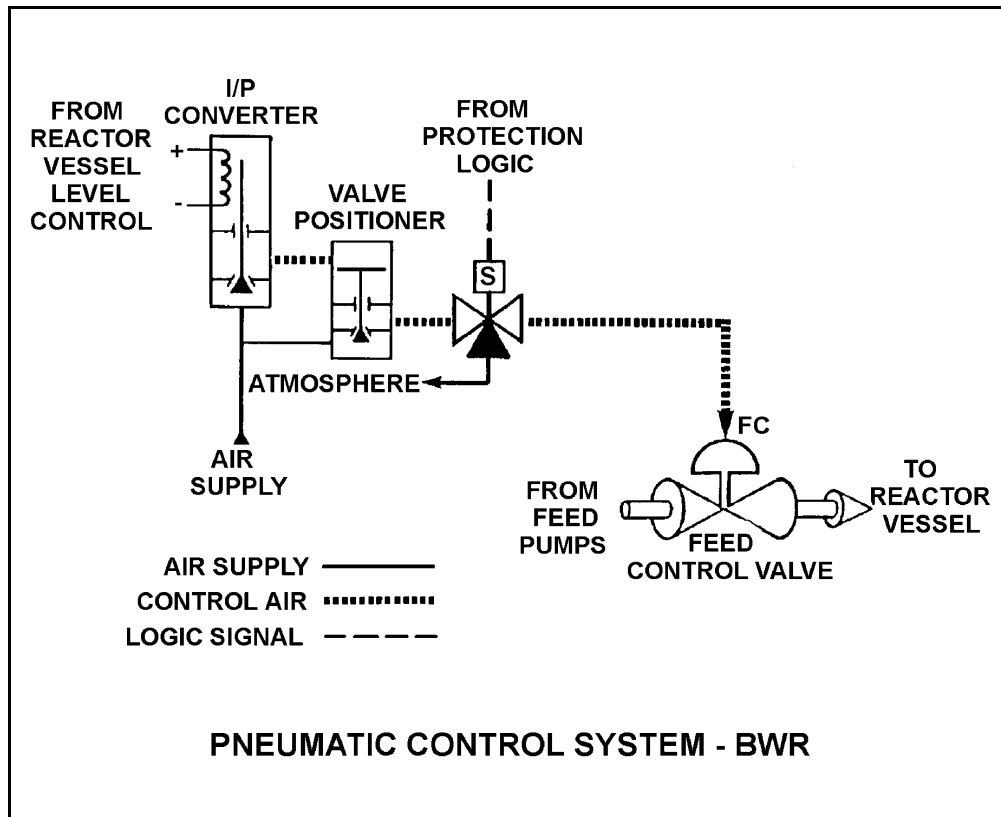 I/P
CONVERTER
FROM
REACTOR
VESSEL
LEVEL
CONTROL
+
-
VALVE
POSITIONER
FROM
PROTECTION
LOGIC
S
ATMOSPHERE
AIR
SUPPLY
FC
FROM
FEED
PUMPS
FEED
CONTROL VALVE
TO
REACTOR
VESSEL
AIR SUPPLY
CONTROL AIR
LOGIC SIGNAL
PNEUMATIC CONTROL SYSTEM - BWR